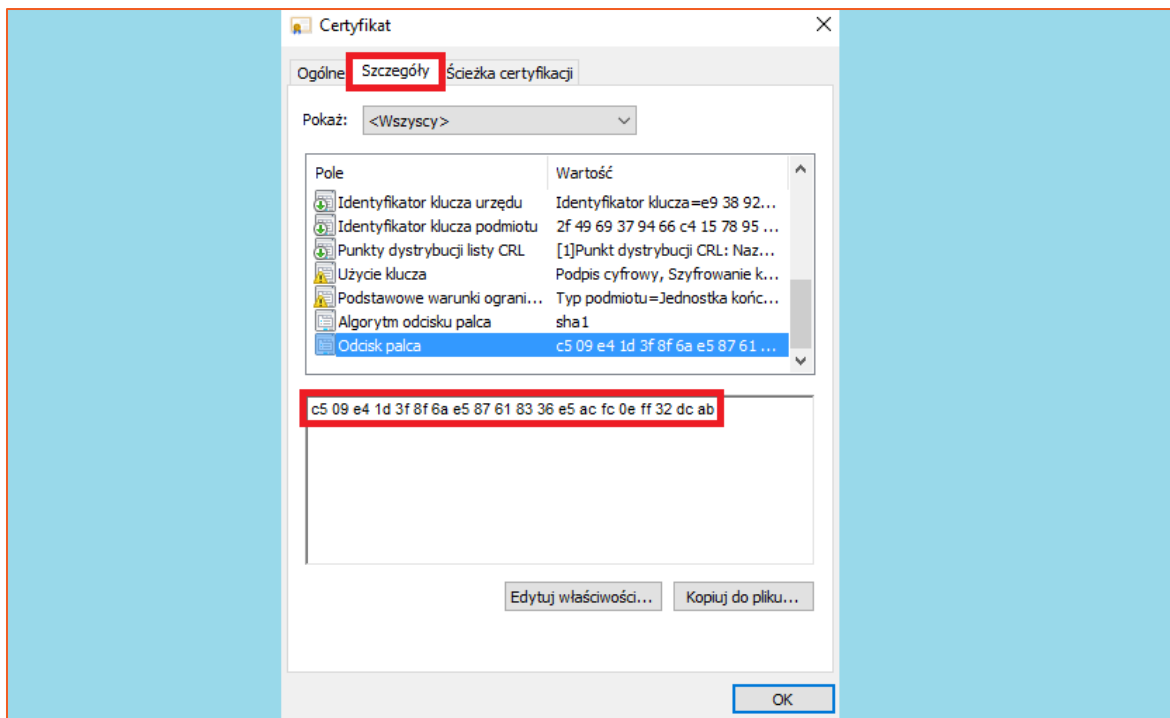 Certyfikat
Ogólne Szczegóły Ścieżka certyfikacji
Pokaż: <Wszyscy>
Pole Wartość
Identyfikator klucza urzędu Identyfikator klucza=e9 38 92...
Identyfikator klucza podmiotu 2f 49 69 37 94 66 c4 15 78 95 ...
Punkty dystrybucji listy CRL [1]Punkt dystrybucji CRL: Naz...
Użycie klucza Podpis cyfrowy, Szyfrowanie k...
Podstawowe warunki ograni... Typ podmiotu=Jednostka końc...
Algorytm odcisku palca sha1
Odcisk palca c5 09 e4 1d 3f 8f 6a e5 87 61 ...
c5 09 e4 1d 3f 8f 6a e5 87 61 83 36 e5 ac fc 0e ff 32 dc ab
Edytuj właściwości... Kopiuj do pliku...
OK